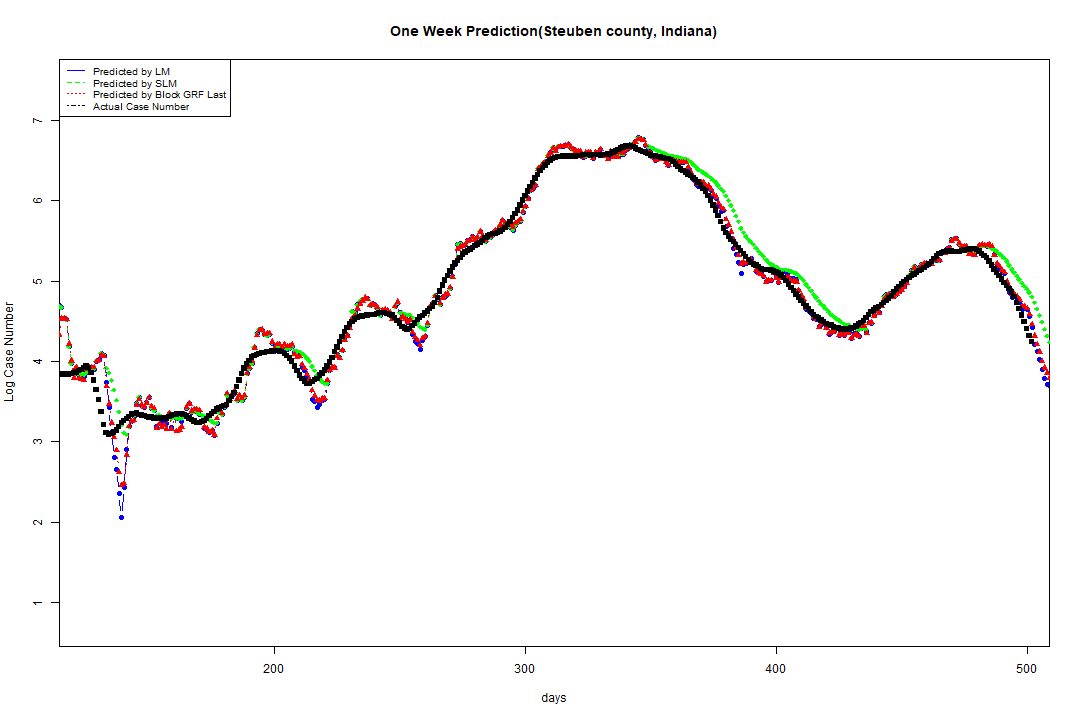 One Week Prediction(Steuben county, Indiana)
Predicted by LM
Predicted by SLM
Predicted by Block GRF Last
Actual Case Number
7
6
5
4
3
2
1
Log Case Number
200 300 400 500
days